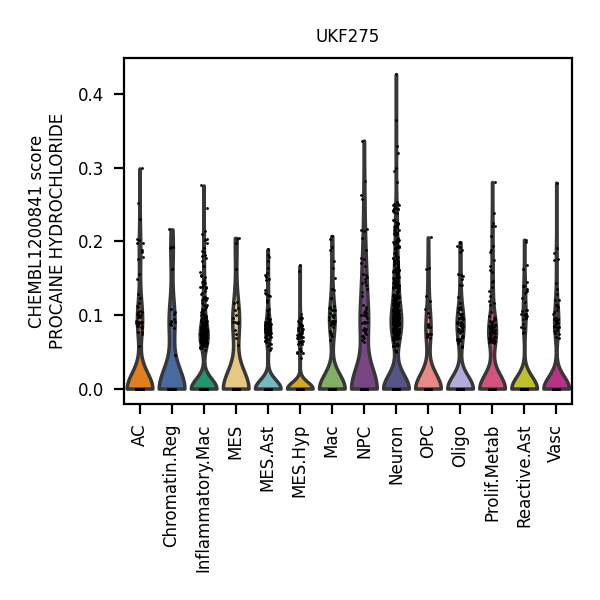 UKF275
CHEMBL1200841 score
PROCAINE HYDROCHLORIDE
0.4
0.3
0.2
0.1
0.0
AC
Chromatin.Reg
Inflammatory.Mac
MES
MES.Ast
MES.Hyp
Mac
NPC
Neuron
OPC
Oligo
Prolif.Metab
Reactive.Ast
Vasc